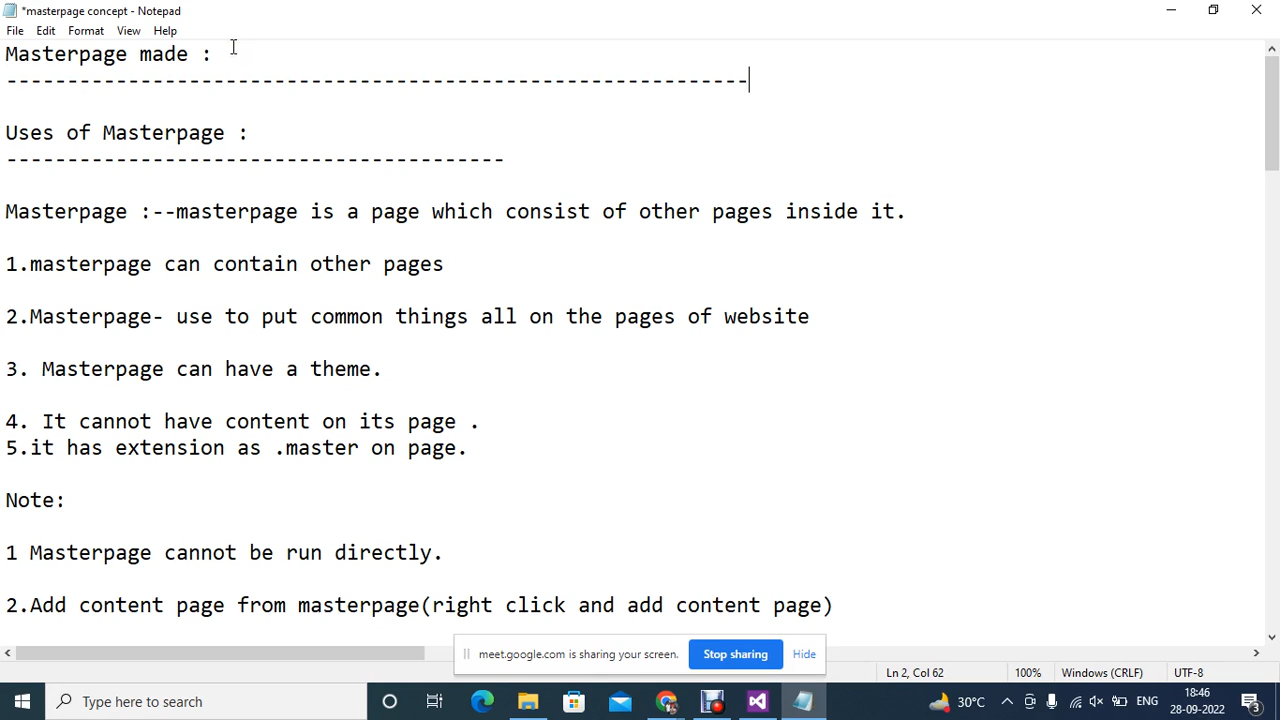 *masterpage concept - Notepad
File Edit Format View Help
Masterpage made :
-------------------------------------------------------------
Uses of Masterpage :
-----------------------------------------
Masterpage :--masterpage is a page which consist of other pages inside it.
1.masterpage can contain other pages
2.Masterpage- use to put common things all on the pages of website
3. Masterpage can have a theme.
4. It cannot have content on its page .
5.it has extension as .master on page.
Note:
1 Masterpage cannot be run directly.
2.Add content page from masterpage(right click and add content page)
meet.google.com is sharing your screen. Stop sharing Hide
Ln 2, Col 62 100% Windows (CRLF) UTF-8
Type here to search 30°C ENG 18:46
28-09-2022 3